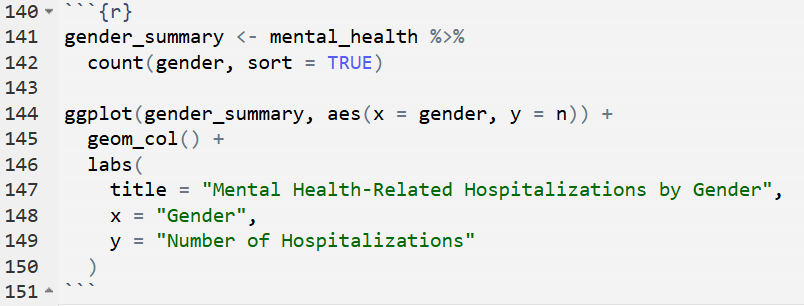 140 ```{r}
141 gender_summary <- mental_health %>%
142   count(gender, sort = TRUE)
143
144 ggplot(gender_summary, aes(x = gender, y = n)) +
145   geom_col() +
146   labs(
147     title = "Mental Health-Related Hospitalizations by Gender",
148     x = "Gender",
149     y = "Number of Hospitalizations"
150   )
151 ```